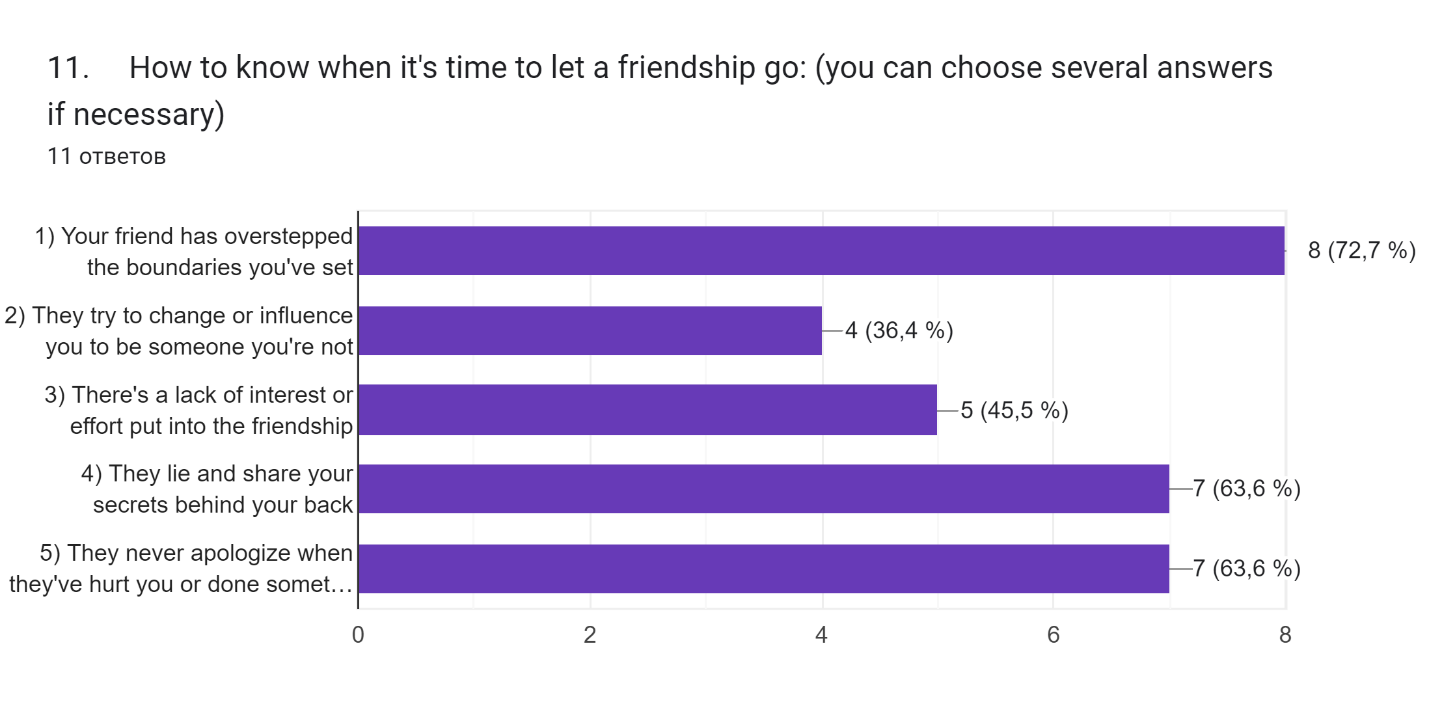 11. How to know when it's time to let a friendship go: (you can choose several answers
if necessary)
11 ответов
1) Your friend has overstepped
the boundaries you've set
8 (72,7 %)
2) They try to change or influence
you to be someone you're not
4 (36,4 %)
3) There's a lack of interest or
effort put into the friendship
5 (45,5 %)
4) They lie and share your
secrets behind your back
7 (63,6 %)
5) They never apologize when
they've hurt you or done somet…
7 (63,6 %)
0 2 4 6 8